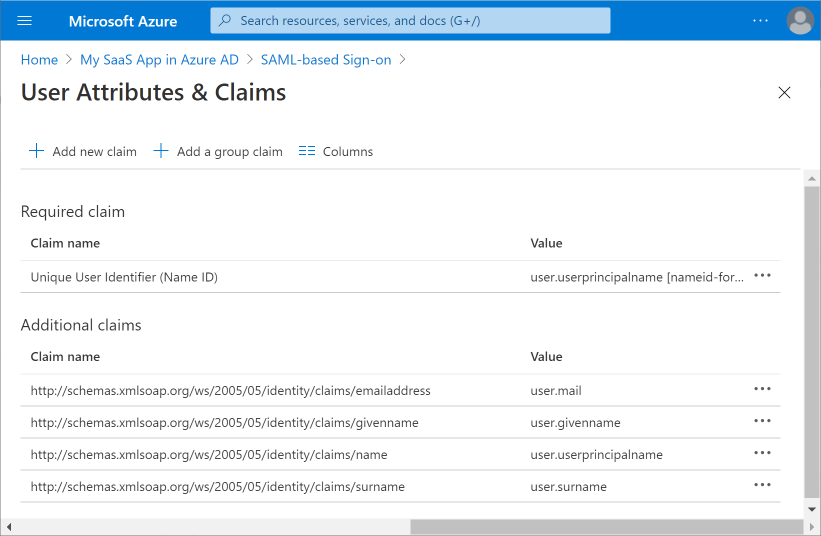 Microsoft Azure
Search resources, services, and docs (G+/)
Home > My SaaS App in Azure AD > SAML-based Sign-on >
User Attributes & Claims
Add new claim Add a group claim Columns
Required claim
Claim name Value
Unique User Identifier (Name ID) user.userprincipalname [nameid-for...
Additional claims
Claim name Value
http://schemas.xmlsoap.org/ws/2005/05/identity/claims/emailaddress user.mail
http://schemas.xmlsoap.org/ws/2005/05/identity/claims/givenname user.givenname
http://schemas.xmlsoap.org/ws/2005/05/identity/claims/name user.userprincipalname
http://schemas.xmlsoap.org/ws/2005/05/identity/claims/surname user.surname